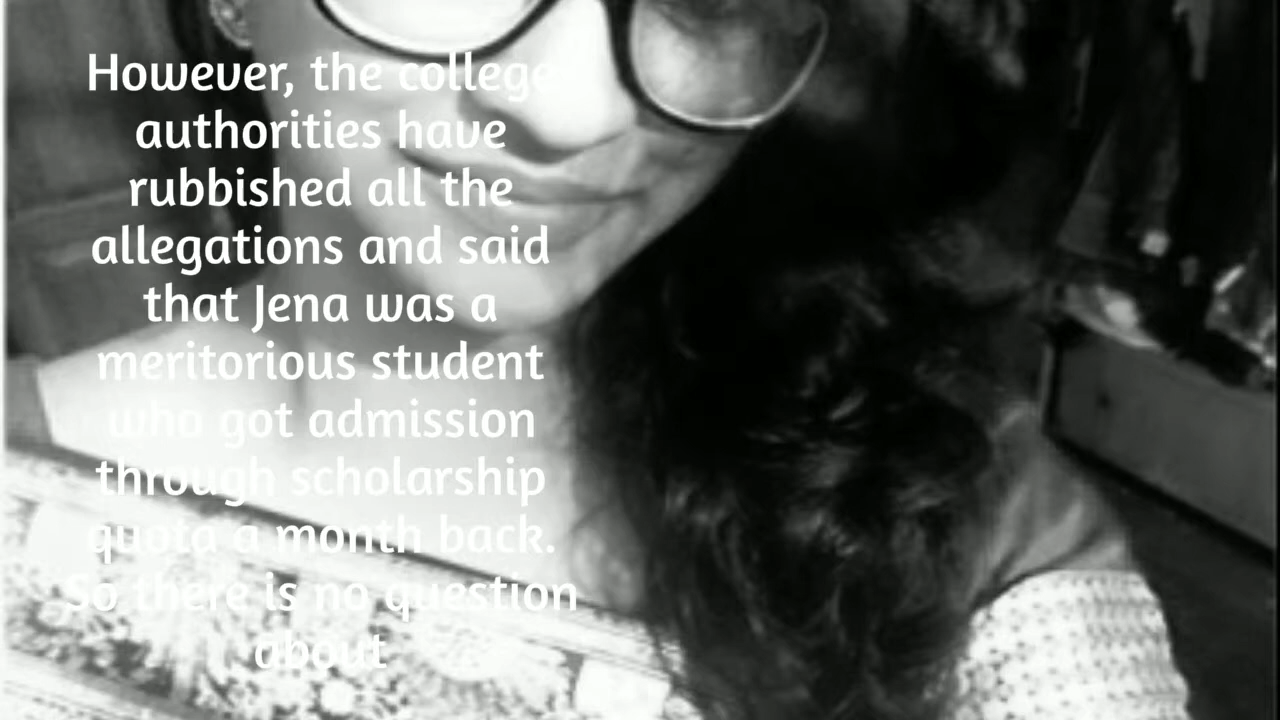 However, the college
authorities have
rubbished all the
allegations and said
that Jena was a
meritorious student
who got admission
through scholarship
quota a month back.
So there is no question
about